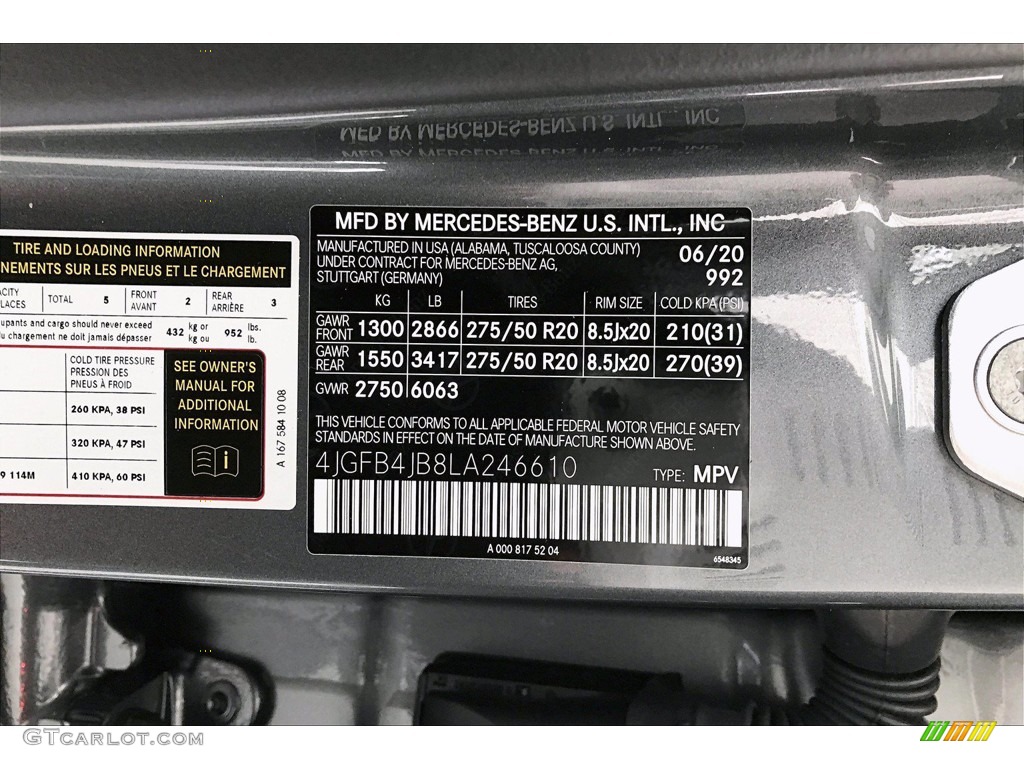 MFD BY MERCEDES-BENZ U.S. INTL., INC
MFD BY MERCEDES-BENZ U.S. INTL., INC
MANUFACTURED IN USA (ALABAMA, TUSCALOOSA COUNTY)
UNDER CONTRACT FOR MERCEDES-BENZ AG,
STUTTGART (GERMANY)
06/20
992
KG LB TIRES RIM SIZE COLD KPA (PSI)
GAWR FRONT 1300 2866 275/50 R20 8.5Jx20 210(31)
GAWR REAR 1550 3417 275/50 R20 8.5Jx20 270(39)
GVWR 2750 6063
THIS VEHICLE CONFORMS TO ALL APPLICABLE FEDERAL MOTOR VEHICLE SAFETY
STANDARDS IN EFFECT ON THE DATE OF MANUFACTURE SHOWN ABOVE.
4JGFB4JB8LA246610 TYPE: MPV
A 000 817 52 04
6548345
TIRE AND LOADING INFORMATION
NEMENTS SUR LES PNEUS ET LE CHARGEMENT
TOTAL 5 FRONT AVANT 2 REAR ARRIÈRE 3
upants and cargo should never exceed
chargement ne doit jamais dépasser
432 kg or kg ou 952 lbs. lb.
COLD TIRE PRESSURE
PRESSION DES
PNEUS À FROID
260 KPA, 38 PSI
320 KPA, 47 PSI
9 114M 410 KPA, 60 PSI
SEE OWNER'S
MANUAL FOR
ADDITIONAL
INFORMATION
i
A 167 584 10 08
GTCarlot.com